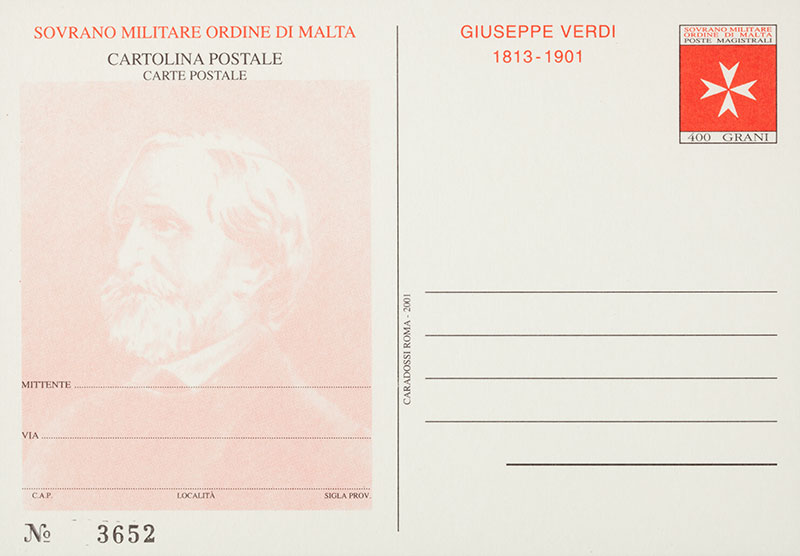 SOVRANO MILITARE ORDINE DI MALTA
CARTOLINA POSTALE
CARTE POSTALE
MITTENTE
VIA
C.A.P. LOCALITÀ SIGLA PROV.
№ 3652
CARADOSSI ROMA - 2001
GIUSEPPE VERDI
1813-1901
SOVRANO MILITARE
ORDINE DI MALTA
POSTE MAGISTRALI
400 GRANI